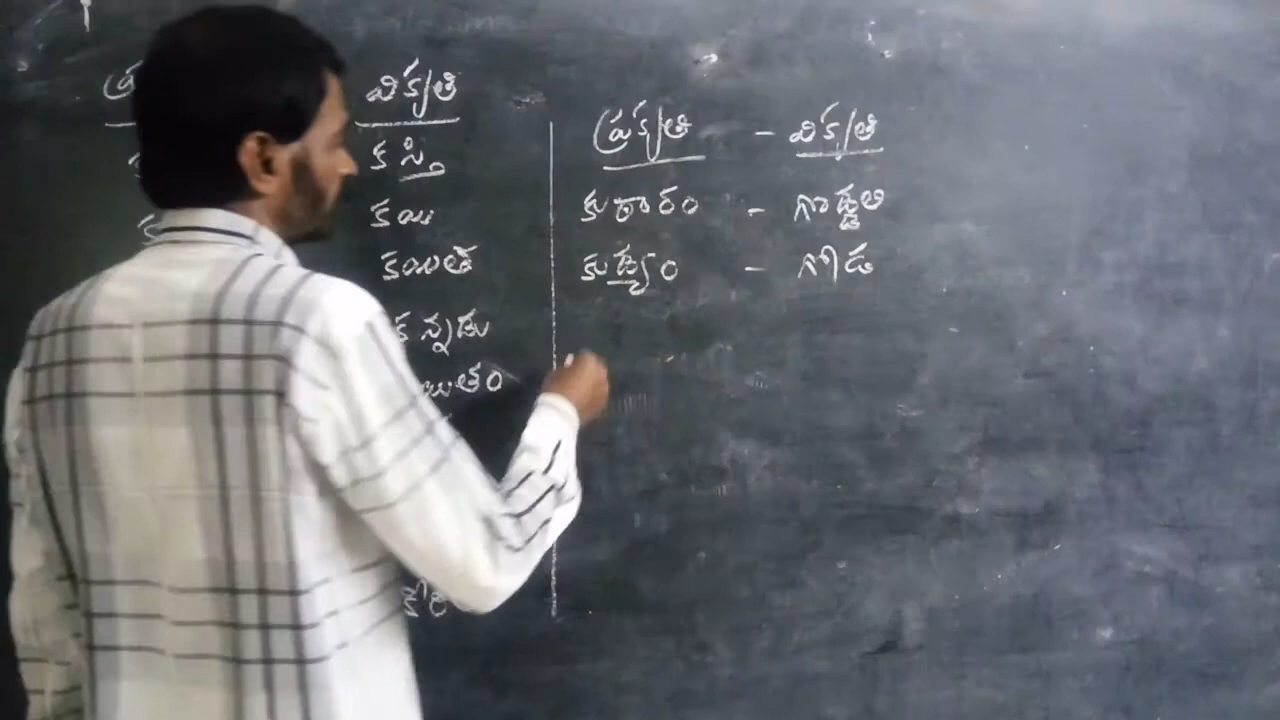 వికృతి
కస్తి
కయి
కయిత
కన్నడు
ప్రకృతి - వికృతి
కుఠారం - గొడ్డలి
కుడ్యం - గోడ